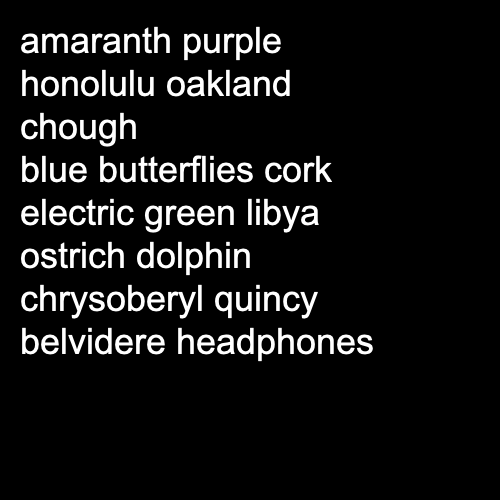 amaranth purple
honolulu oakland
chough
blue butterflies cork
electric green libya
ostrich dolphin
chrysoberyl quincy
belvidere headphones